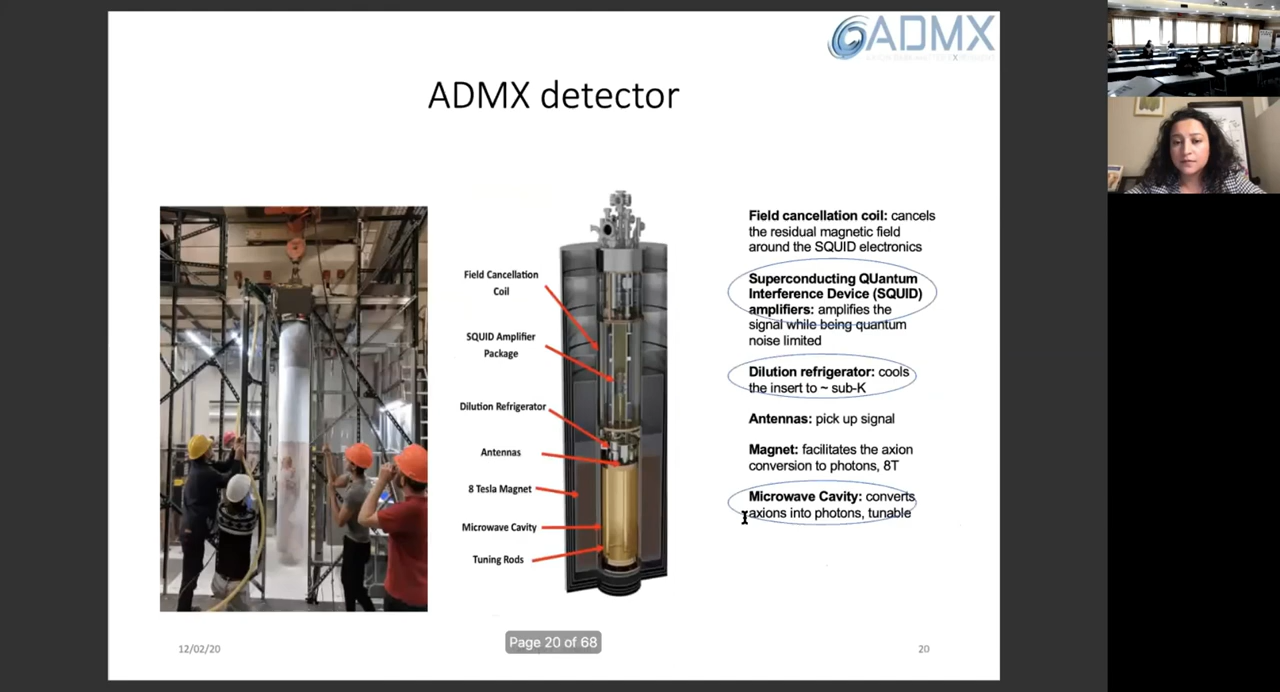 ADMX
ADMX detector
Field Cancellation
Coil
SQUID Amplifier
Package
Dilution Refrigerator
Antennas
8 Tesla Magnet
Microwave Cavity
Tuning Rods
Field cancellation coil: cancels
the residual magnetic field
around the SQUID electronics
Superconducting QUantum
Interference Device (SQUID)
amplifiers: amplifies the
signal while being quantum
noise limited
Dilution refrigerator: cools
the insert to ~ sub-K
Antennas: pick up signal
Magnet: facilitates the axion
conversion to photons, 8T
Microwave Cavity: converts
axions into photons, tunable
12/02/20
Page 20 of 68
20